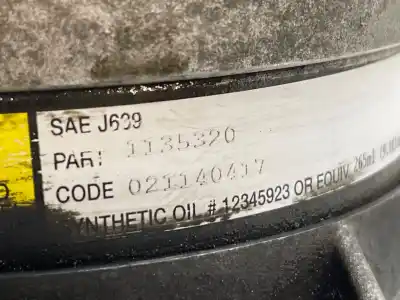 SAE J639
PART 1135320
CODE 021140417
SYNTHETIC OIL # 12345923 OR EQUIV. 265ml